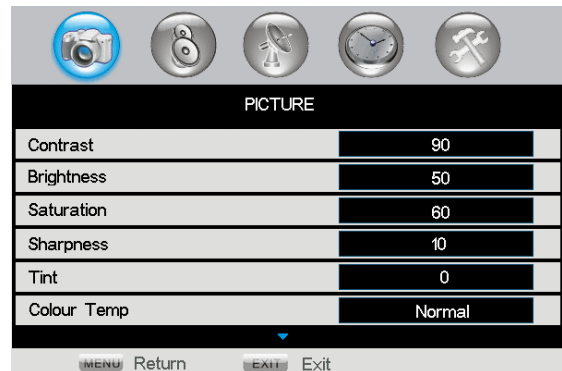 PICTURE
Contrast 90
Brightness 50
Saturation 60
Sharpness 10
Tint 0
Colour Temp Normal
MENU Return EXIT Exit